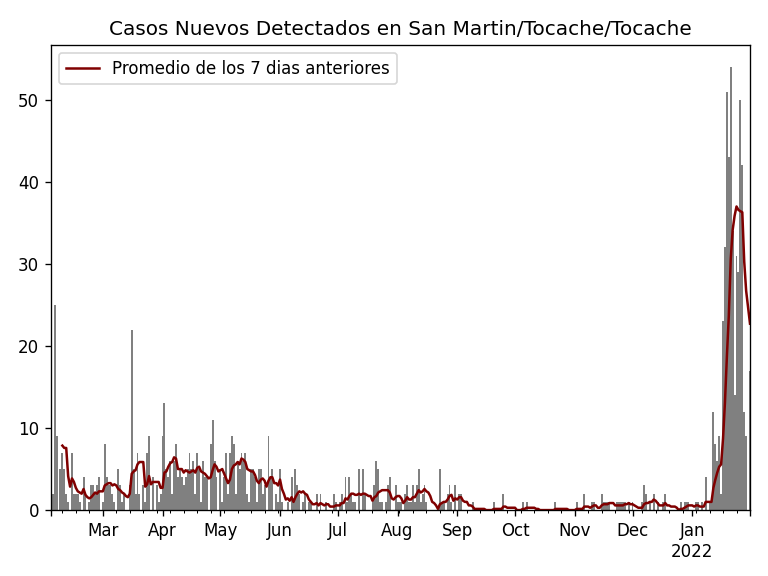 Casos Nuevos Detectados en San Martin/Tocache/Tocache
Promedio de los 7 dias anteriores
50
40
30
20
10
0
Mar Apr May Jun Jul Aug Sep Oct Nov Dec Jan
2022